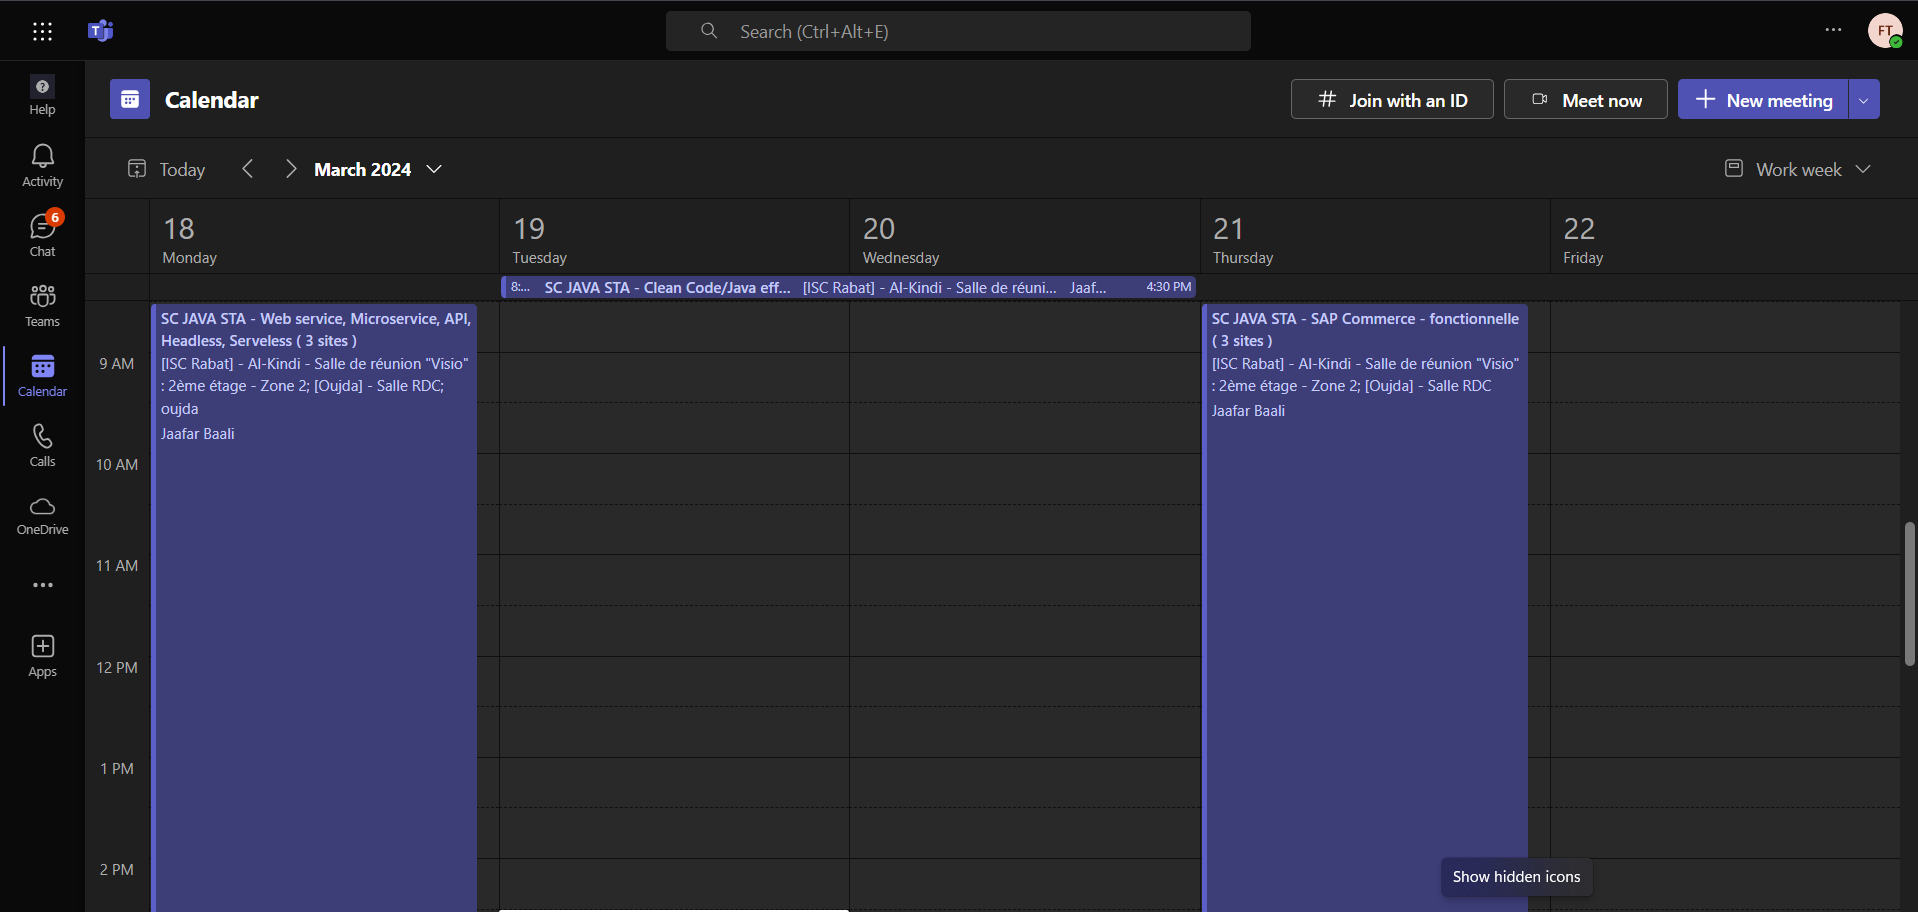 Search (Ctrl+Alt+E)
FT
Help
Activity
6
Chat
Teams
Calendar
Calls
OneDrive
Apps
Calendar
Join with an ID
Meet now
New meeting
Today
March 2024
Work week
18
Monday
19
Tuesday
20
Wednesday
21
Thursday
22
Friday
8:... SC JAVA STA - Clean Code/Java eff... [ISC Rabat] - Al-Kindi - Salle de réuni... Jaaf... 4:30 PM
SC JAVA STA - Web service, Microservice, API,
Headless, Serveless ( 3 sites )
[ISC Rabat] - Al-Kindi - Salle de réunion "Visio"
: 2ème étage - Zone 2; [Oujda] - Salle RDC;
oujda
Jaafar Baali
SC JAVA STA - SAP Commerce - fonctionnelle
( 3 sites )
[ISC Rabat] - Al-Kindi - Salle de réunion "Visio"
: 2ème étage - Zone 2; [Oujda] - Salle RDC
Jaafar Baali
9 AM
10 AM
11 AM
12 PM
1 PM
2 PM
Show hidden icons